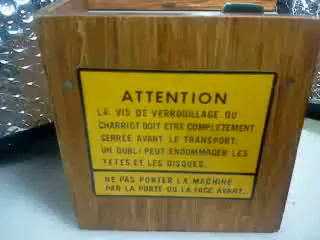 ATTENTION
LA VIS DE VERROUILLAGE DU
CHARRIOT DOIT ETRE COMPLETEMENT
SERREE AVANT LE TRANSPORT.
UN OUBLI PEUT ENDOMMAGER LES
TETES ET LES DISQUES.
NE PAS PORTER LA MACHINE
PAR LA PORTE OU LA FACE AVANT..